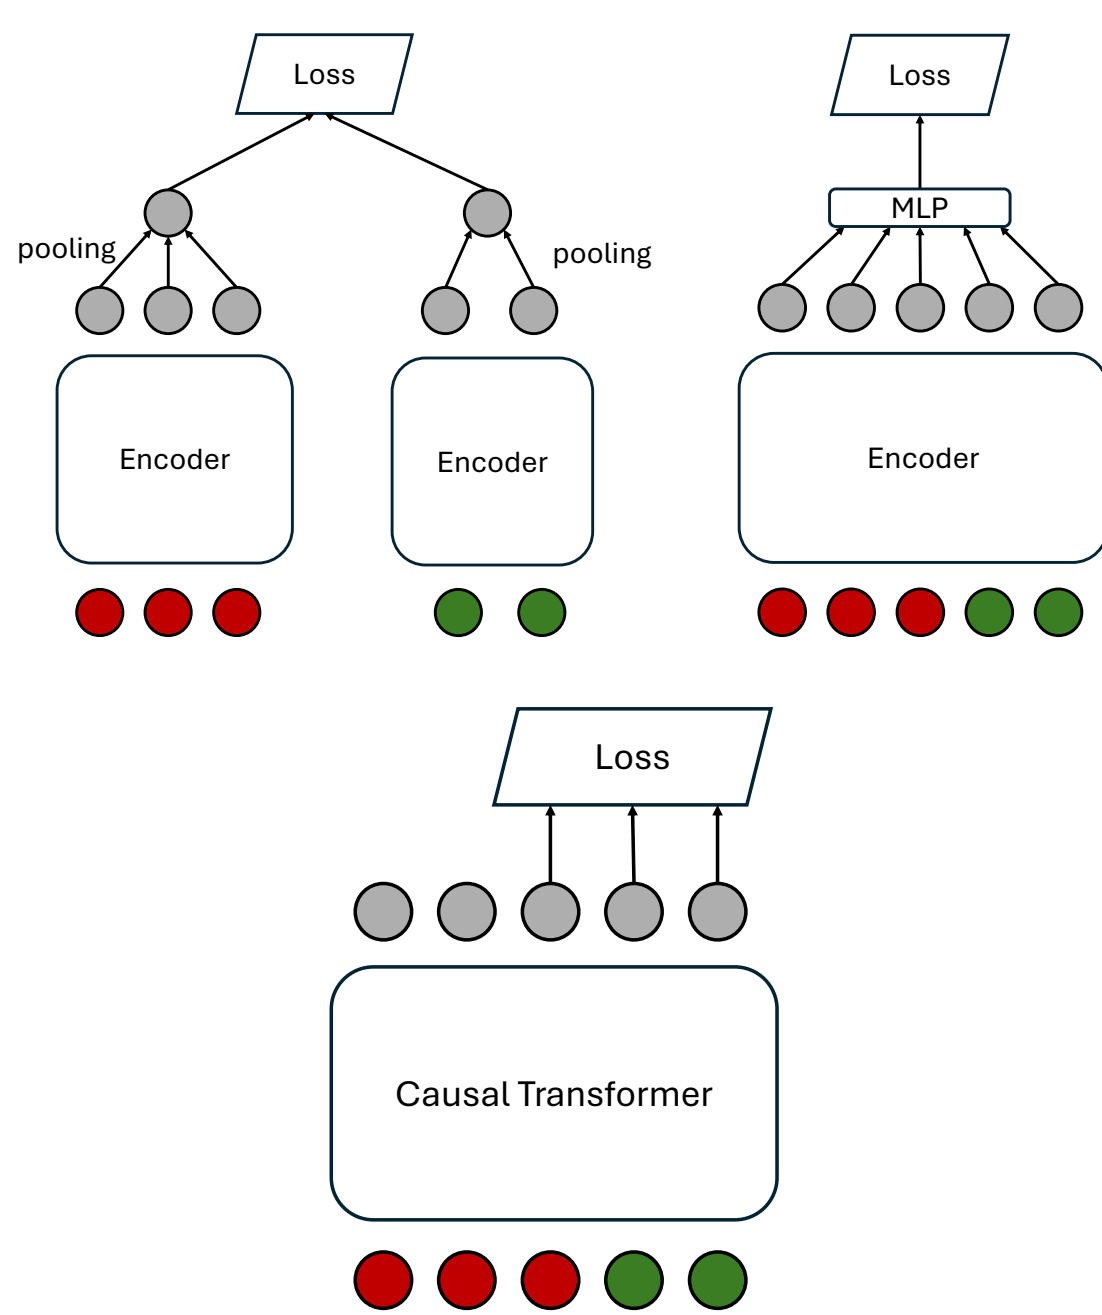 Loss
pooling
pooling
Encoder
Encoder
Loss
MLP
Encoder
Loss
Causal Transformer